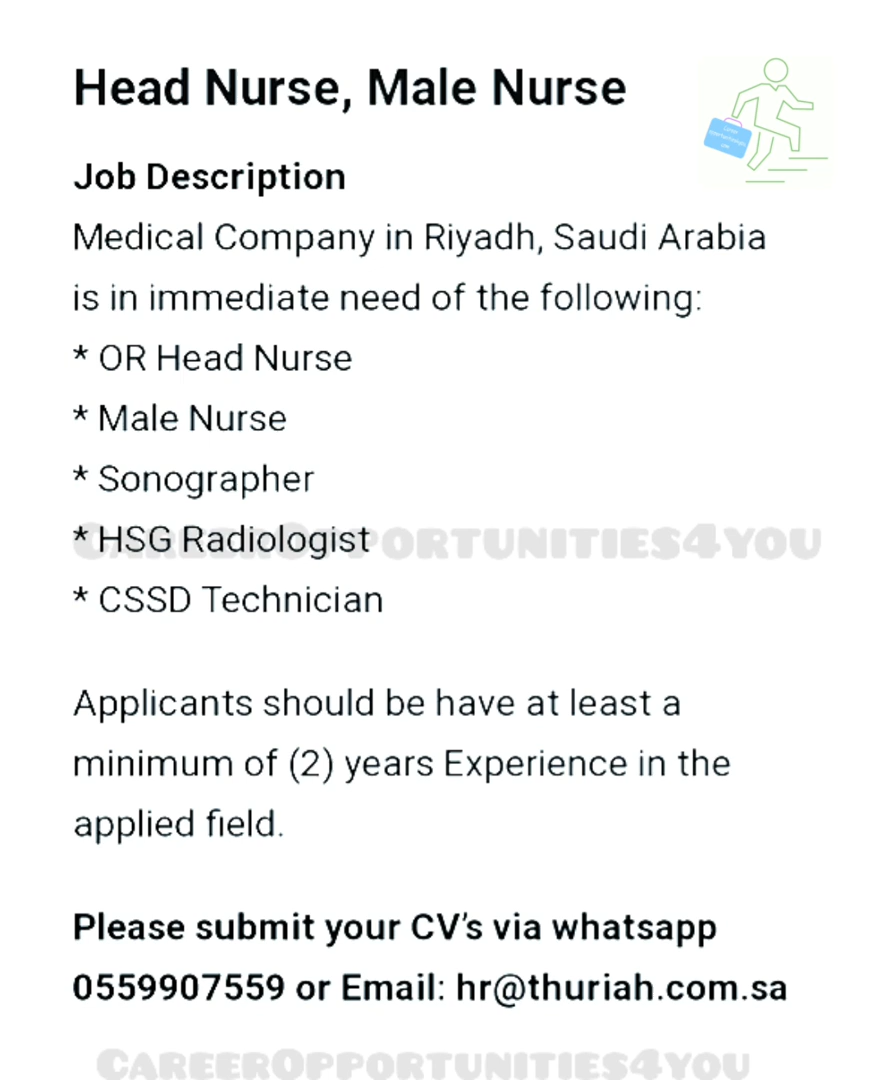 Head Nurse, Male Nurse
Job Description
Medical Company in Riyadh, Saudi Arabia
is in immediate need of the following:
* OR Head Nurse
* Male Nurse
* Sonographer
* HSG Radiologist
CareerOpportunities4you
* CSSD Technician
Applicants should be have at least a
minimum of (2) years Experience in the
applied field.
Please submit your CV's via whatsapp
0559907559 or Email: hr@thuriah.com.sa
CareerOpportunities4you